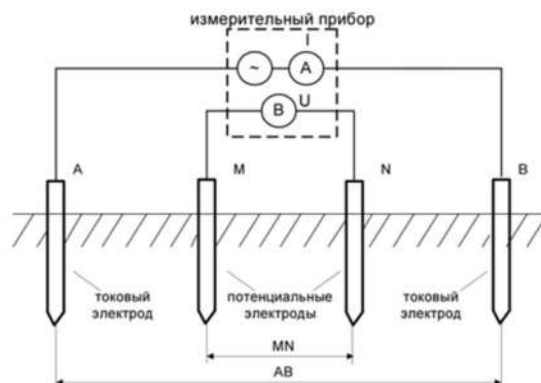 измерительный прибор
I
~
A
B
U
A
M
N
B
токовый
электрод
потенциальные
электроды
токовый
электрод
MN
AB